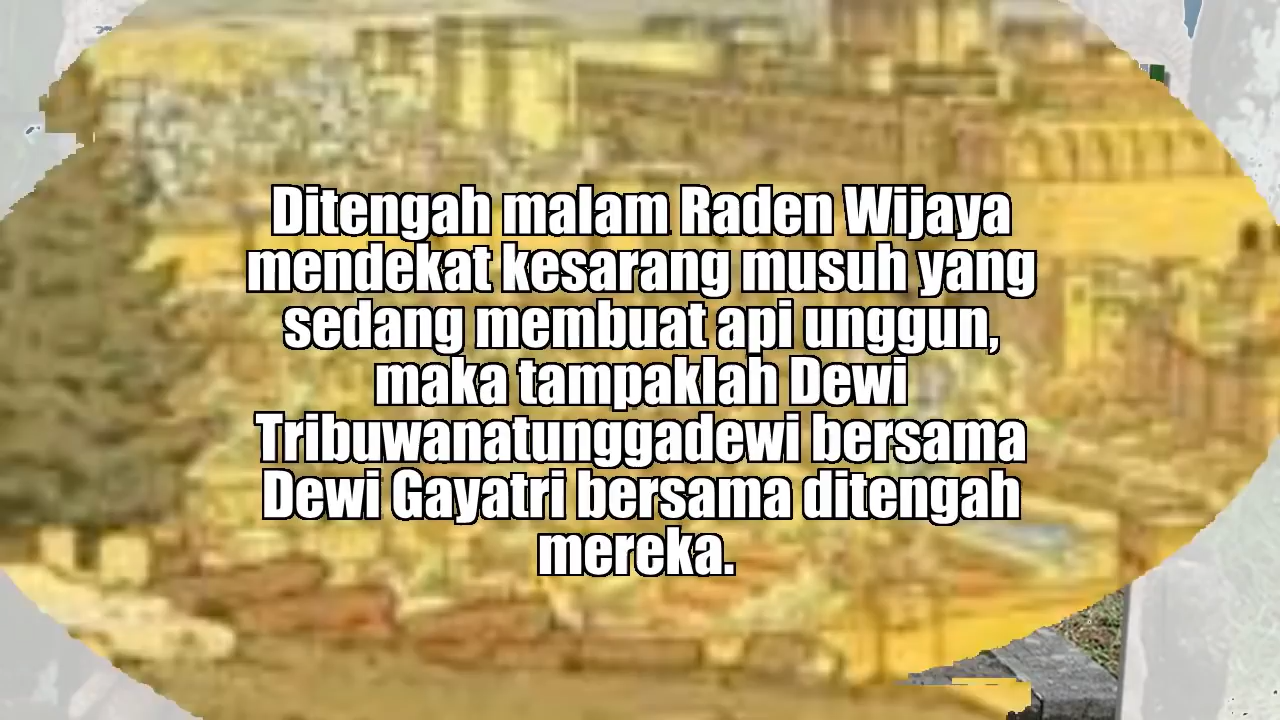 Ditengah malam Raden Wijaya
mendekat kesarang musuh yang
sedang membuat api unggun,
maka tampaklah Dewi
Tribuwanatunggadewi bersama
Dewi Gayatri bersama ditengah
mereka.